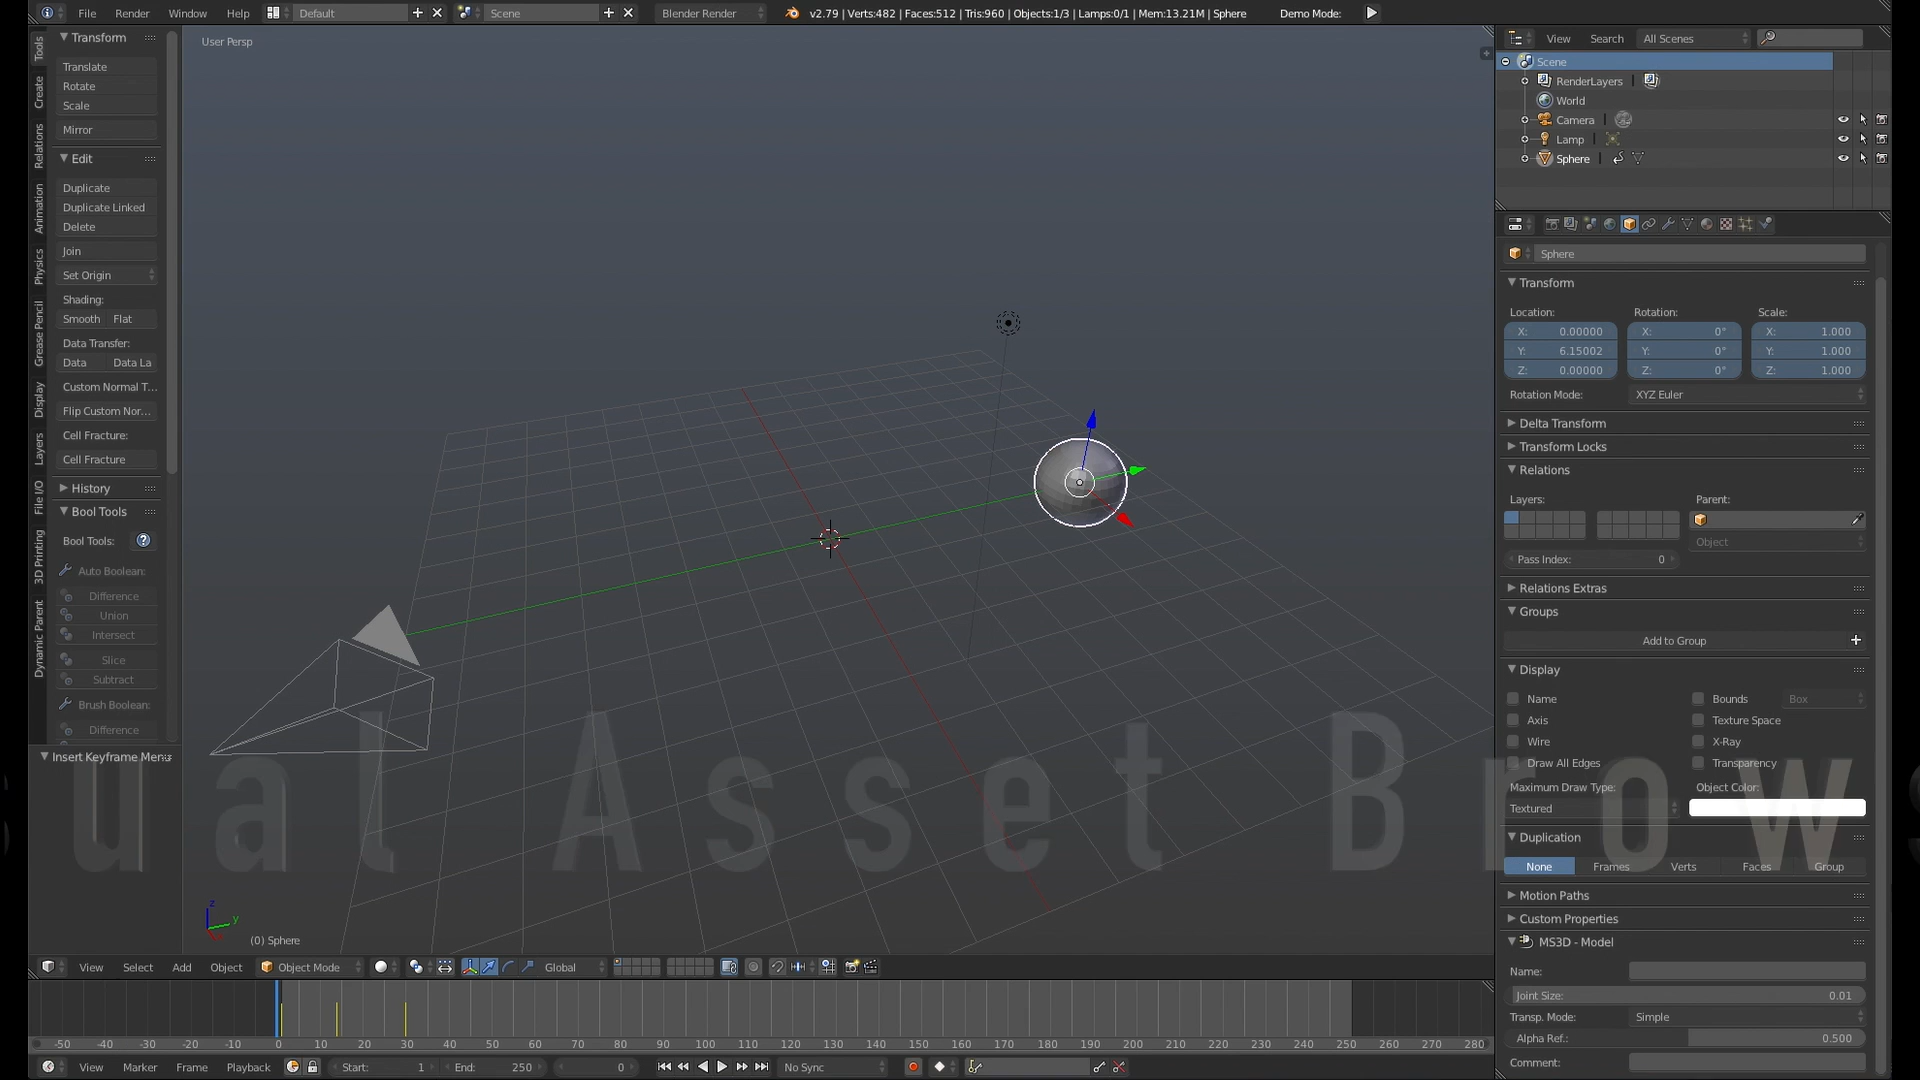 File Render Window Help Default Scene Blender Render v2.79 | Verts:482 | Faces:512 | Tris:960 | Objects:1/3 | Lamps:0/1 | Mem:13.21M | Sphere Demo Mode:
Tools
Create
Relations
Animation
Physics
Grease Pencil
Display
Layers
File I/O
3D Printing
Dynamic Parent
Transform
Translate
Rotate
Scale
Mirror
Edit
Duplicate
Duplicate Linked
Delete
Join
Set Origin
Shading:
Smooth Flat
Data Transfer:
Data Data La
Custom Normal T...
Flip Custom Nor...
Cell Fracture:
Cell Fracture
History
Bool Tools
Bool Tools:
Auto Boolean:
Difference
Union
Intersect
Slice
Subtract
Brush Boolean:
Difference
Insert Keyframe Menu
User Persp
z
y
(0) Sphere
ual Asset Brows
View Search All Scenes
Scene
RenderLayers
World
Camera
Lamp
Sphere
Sphere
Transform
Location: Rotation: Scale:
X: 0.00000 X: 0° X: 1.000
Y: 6.15002 Y: 0° Y: 1.000
Z: 0.00000 Z: 0° Z: 1.000
Rotation Mode: XYZ Euler
Delta Transform
Transform Locks
Relations
Layers: Parent:
Object
Pass Index: 0
Relations Extras
Groups
Add to Group
Display
Name Bounds Box
Axis Texture Space
Wire X-Ray
Draw All Edges Transparency
Maximum Draw Type: Object Color:
Textured
Duplication
None Frames Verts Faces Group
Motion Paths
Custom Properties
MS3D - Model
Name:
Joint Size: 0.01
Transp. Mode: Simple
Alpha Ref.: 0.500
Comment:
View Select Add Object Object Mode Global
-50 -40 -30 -20 -10 0 10 20 30 40 50 60 70 80 90 100 110 120 130 140 150 160 170 180 190 200 210 220 230 240 250 260 270 280
View Marker Frame Playback Start: 1 End: 250 0 No Sync